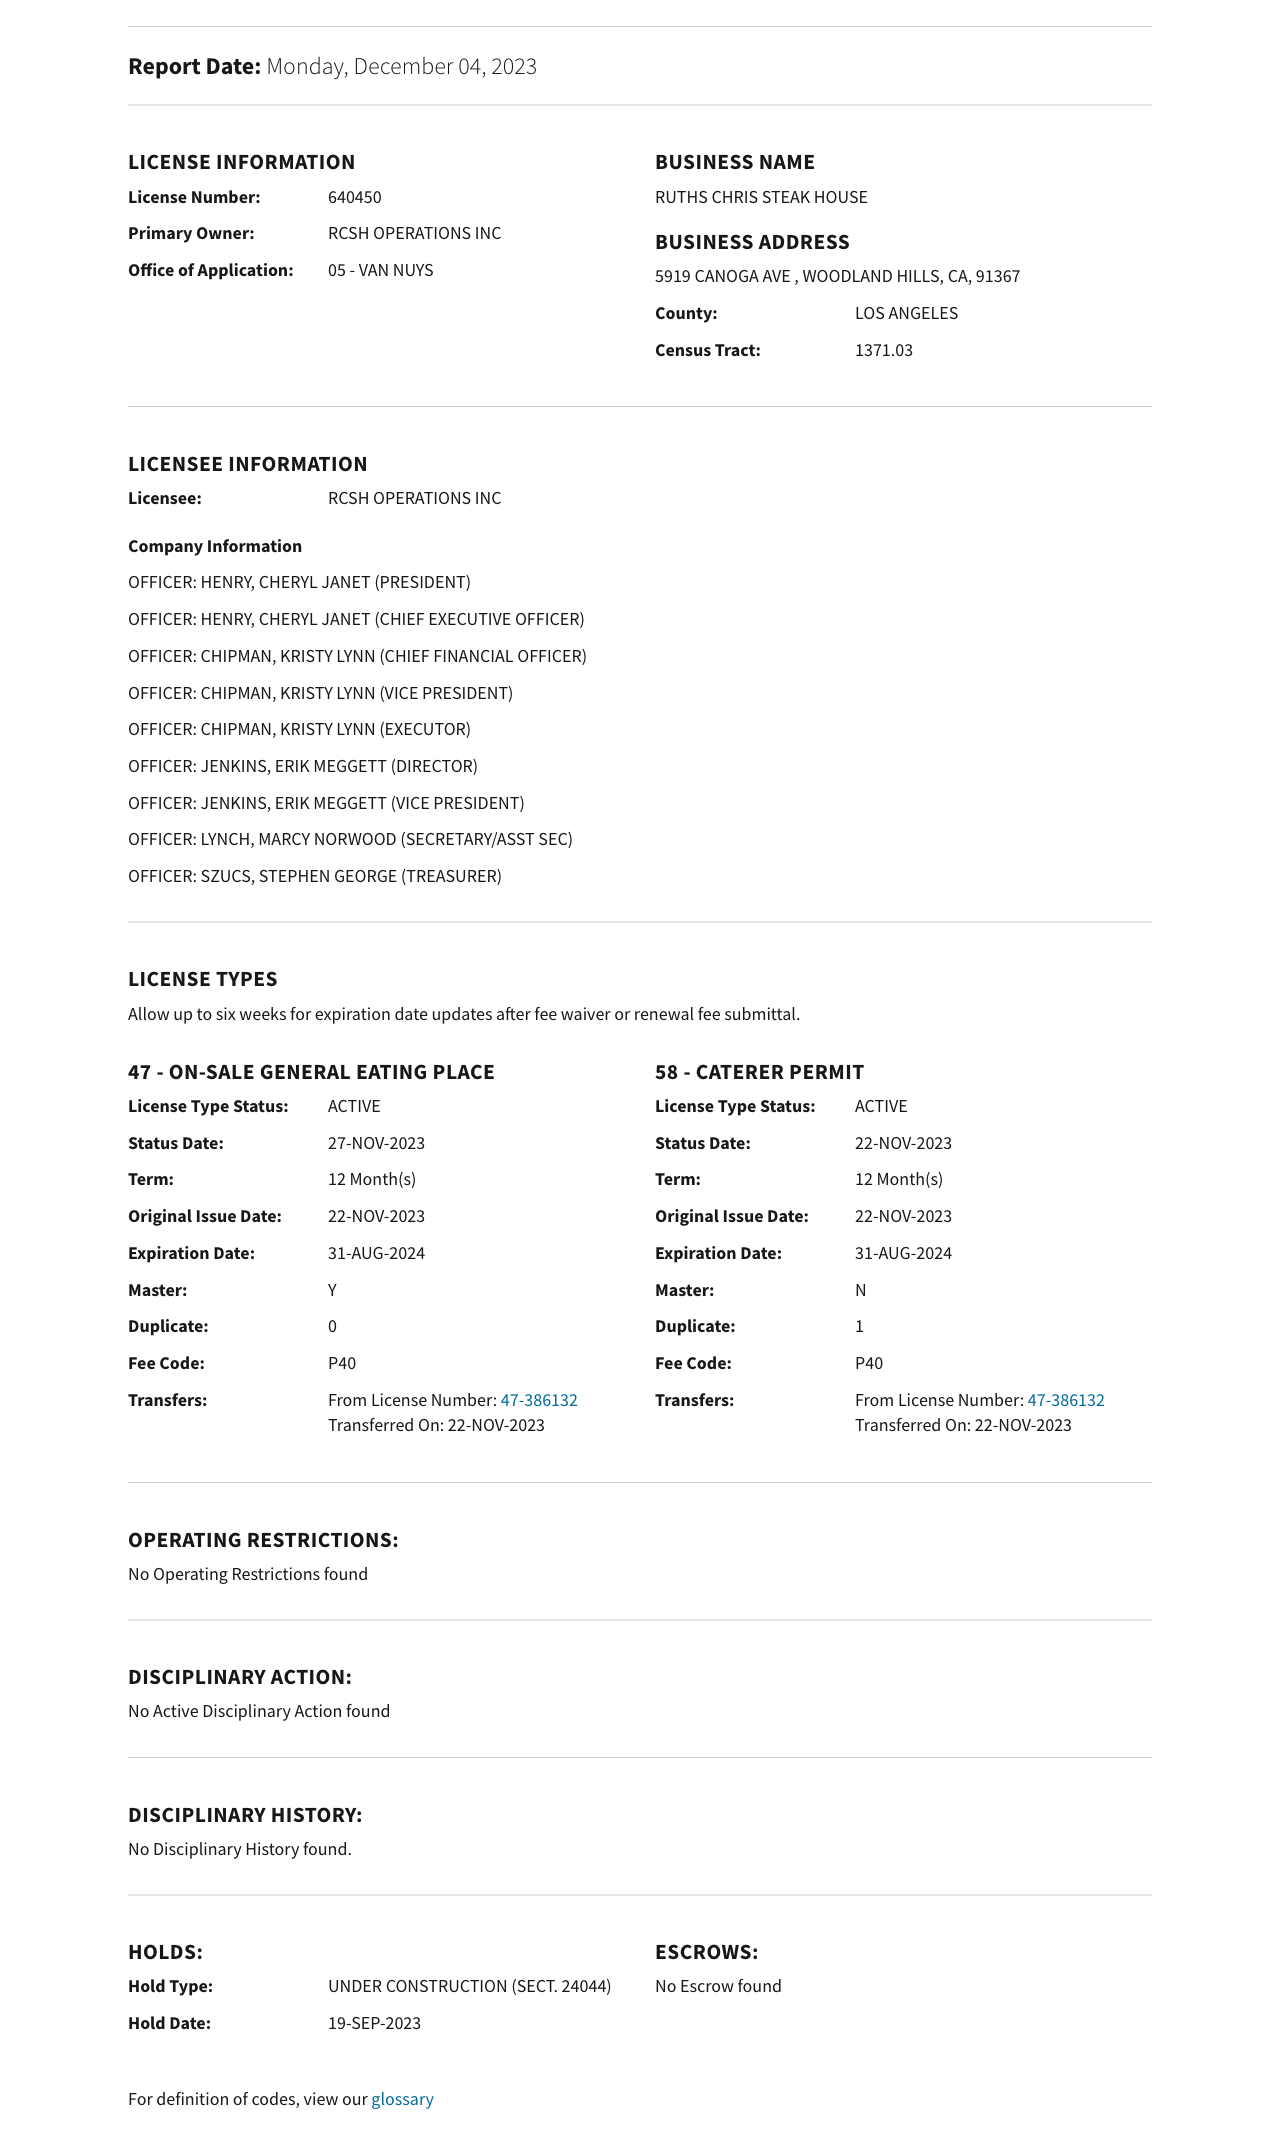 Report Date: Monday, December 04, 2023
LICENSE INFORMATION
License Number: 640450
Primary Owner: RCSH OPERATIONS INC
Office of Application: 05 - VAN NUYS
BUSINESS NAME
RUTHS CHRIS STEAK HOUSE
BUSINESS ADDRESS
5919 CANOGA AVE , WOODLAND HILLS, CA, 91367
County: LOS ANGELES
Census Tract: 1371.03
LICENSEE INFORMATION
Licensee: RCSH OPERATIONS INC
Company Information
OFFICER: HENRY, CHERYL JANET (PRESIDENT)
OFFICER: HENRY, CHERYL JANET (CHIEF EXECUTIVE OFFICER)
OFFICER: CHIPMAN, KRISTY LYNN (CHIEF FINANCIAL OFFICER)
OFFICER: CHIPMAN, KRISTY LYNN (VICE PRESIDENT)
OFFICER: CHIPMAN, KRISTY LYNN (EXECUTOR)
OFFICER: JENKINS, ERIK MEGGETT (DIRECTOR)
OFFICER: JENKINS, ERIK MEGGETT (VICE PRESIDENT)
OFFICER: LYNCH, MARCY NORWOOD (SECRETARY/ASST SEC)
OFFICER: SZUCS, STEPHEN GEORGE (TREASURER)
LICENSE TYPES
Allow up to six weeks for expiration date updates after fee waiver or renewal fee submittal.
47 - ON-SALE GENERAL EATING PLACE
License Type Status: ACTIVE
Status Date: 27-NOV-2023
Term: 12 Month(s)
Original Issue Date: 22-NOV-2023
Expiration Date: 31-AUG-2024
Master: Y
Duplicate: 0
Fee Code: P40
Transfers: From License Number: 47-386132
Transferred On: 22-NOV-2023
58 - CATERER PERMIT
License Type Status: ACTIVE
Status Date: 22-NOV-2023
Term: 12 Month(s)
Original Issue Date: 22-NOV-2023
Expiration Date: 31-AUG-2024
Master: N
Duplicate: 1
Fee Code: P40
Transfers: From License Number: 47-386132
Transferred On: 22-NOV-2023
OPERATING RESTRICTIONS:
No Operating Restrictions found
DISCIPLINARY ACTION:
No Active Disciplinary Action found
DISCIPLINARY HISTORY:
No Disciplinary History found.
HOLDS:
Hold Type: UNDER CONSTRUCTION (SECT. 24044)
Hold Date: 19-SEP-2023
ESCROWS:
No Escrow found
For definition of codes, view our glossary